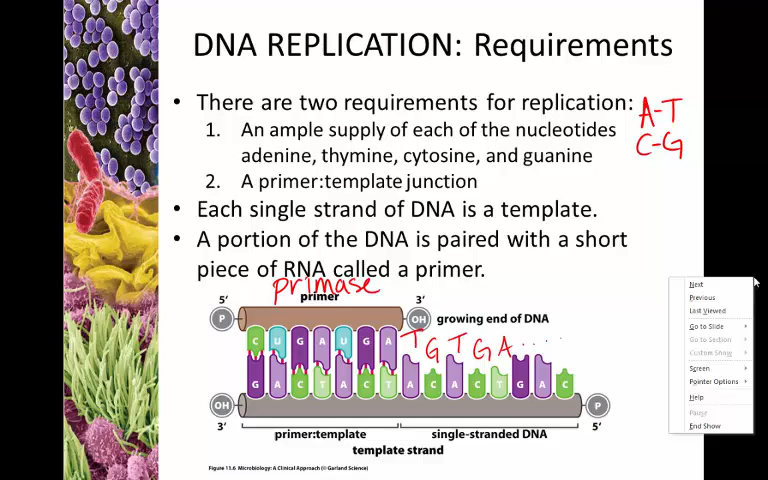 DNA REPLICATION: Requirements
• There are two requirements for replication:
A-T
C-G
1. An ample supply of each of the nucleotides
adenine, thymine, cytosine, and guanine
2. A primer:template junction
• Each single strand of DNA is a template.
• A portion of the DNA is paired with a short
piece of RNA called a primer.
primase
5' primer 3'
P OH growing end of DNA
C U G A U G A T G T G A .....
G A C T A C T A C A C T G A C
OH P
3' 5'
primer:template single-stranded DNA
template strand
Figure 11.6 Microbiology: A Clinical Approach (© Garland Science)
Next
Previous
Last Viewed
Go to Slide
Go to Section
Custom Show
Screen
Pointer Options
Help
Pause
End Show